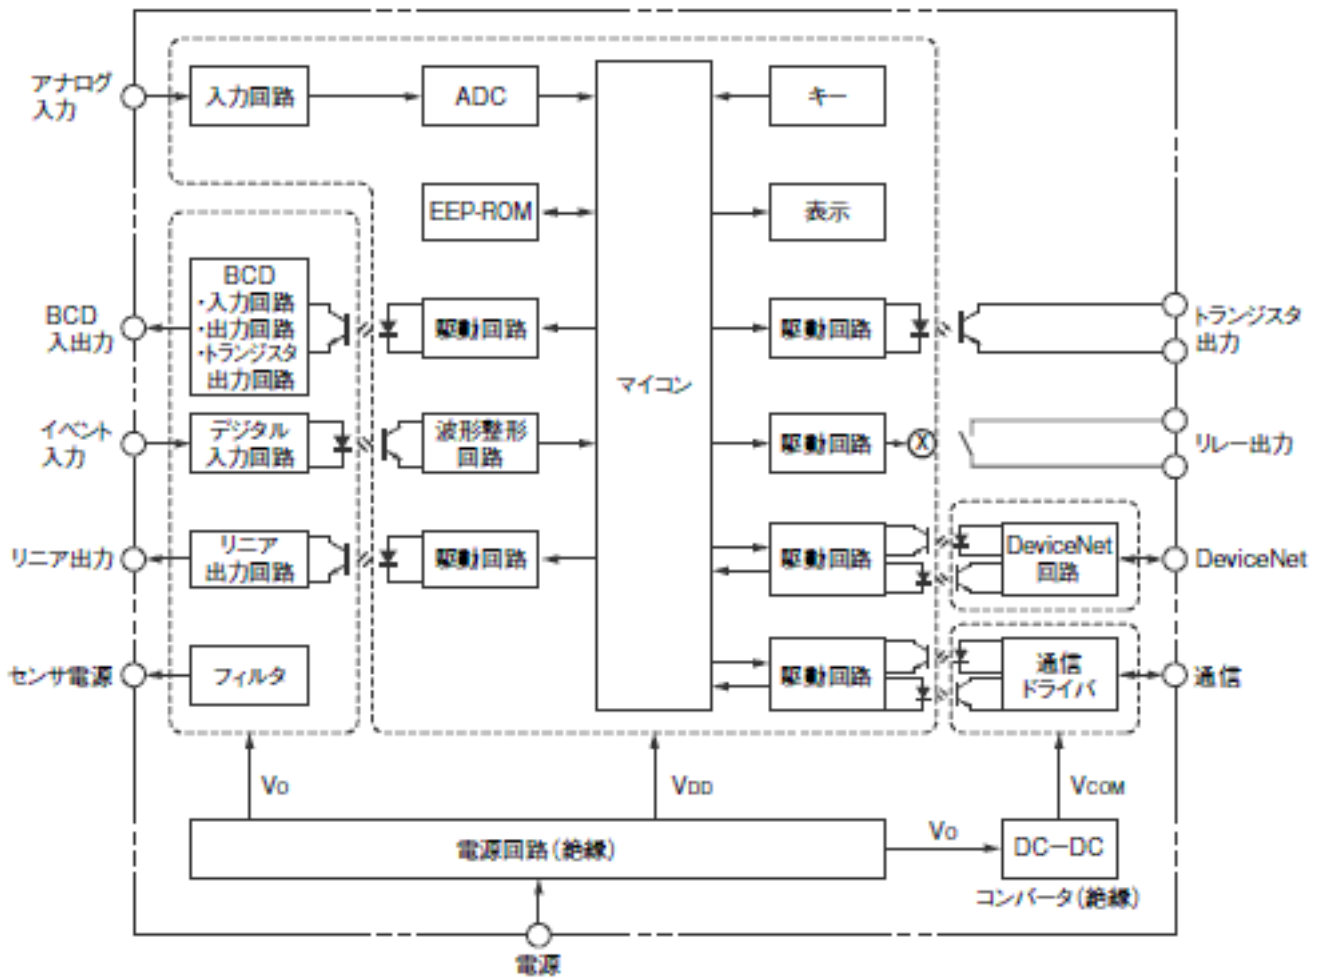 アナログ
入力
入力回路
ADC
キー
EEP-ROM
表示
BCD
入出力
BCD
・入力回路
・出力回路
・トランジスタ
出力回路
駆動回路
マイコン
駆動回路
トランジスタ
出力
イベント
入力
デジタル
入力回路
波形整形
回路
駆動回路
X
リレー出力
リニア出力
リニア
出力回路
駆動回路
駆動回路
DeviceNet
回路
DeviceNet
センサ電源
フィルタ
駆動回路
通信
ドライバ
通信
VO
VDD
VCOM
電源回路(絶縁)
VO
DC−DC
コンバータ(絶縁)
電源